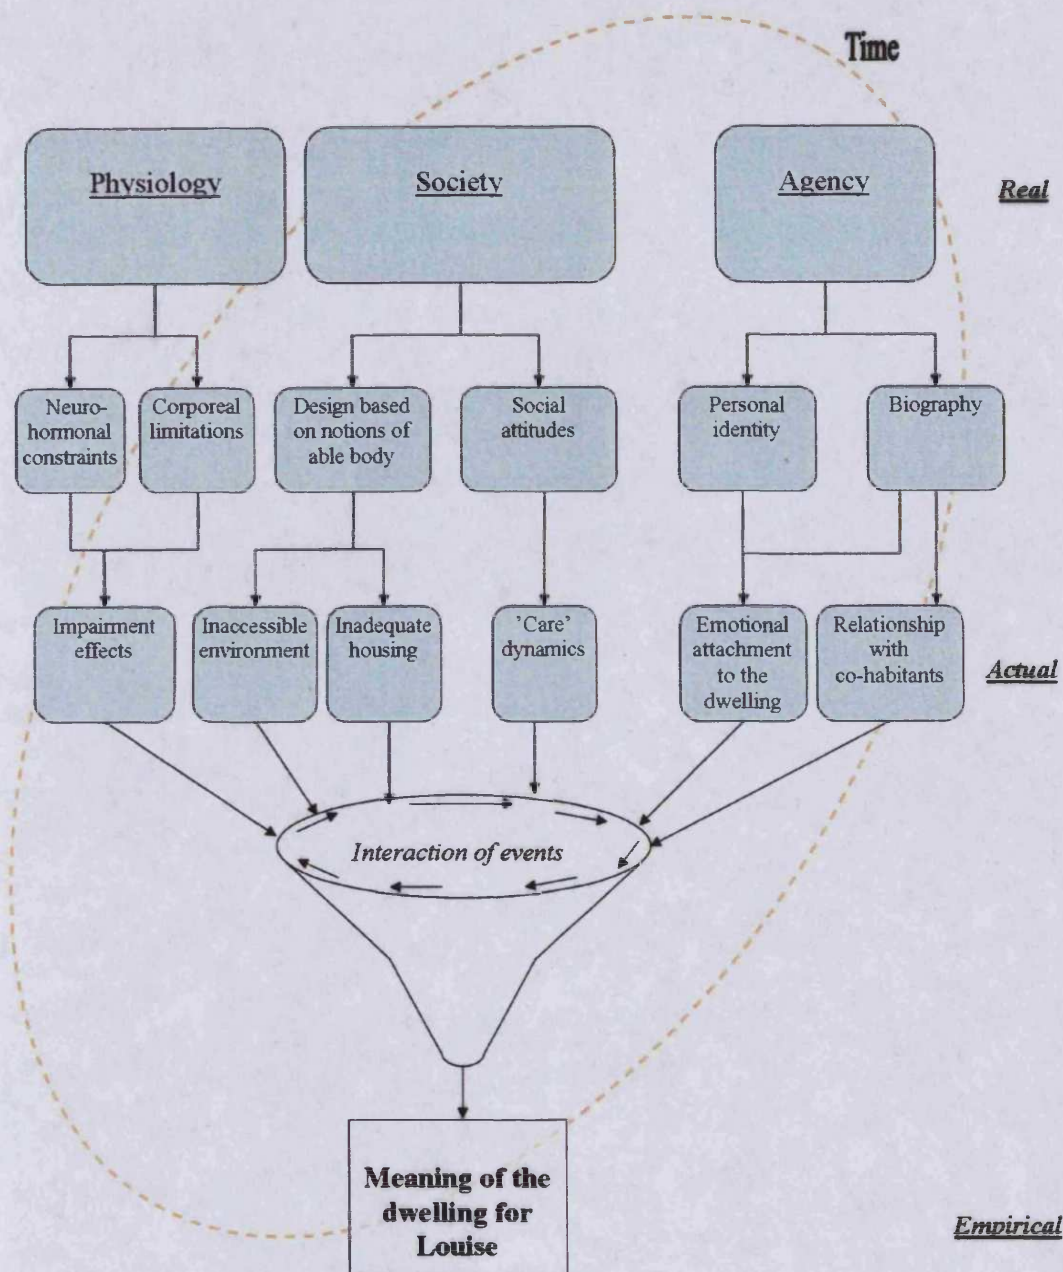 Time
Physiology
Society
Agency
Real
Neuro-
hormonal
constraints
Corporeal
limitations
Design based
on notions of
able body
Social
attitudes
Personal
identity
Biography
Impairment
effects
Inaccessible
environment
Inadequate
housing
'Care'
dynamics
Emotional
attachment
to the
dwelling
Relationship
with
co-habitants
Actual
Interaction of events
Meaning of the
dwelling for
Louise
Empirical